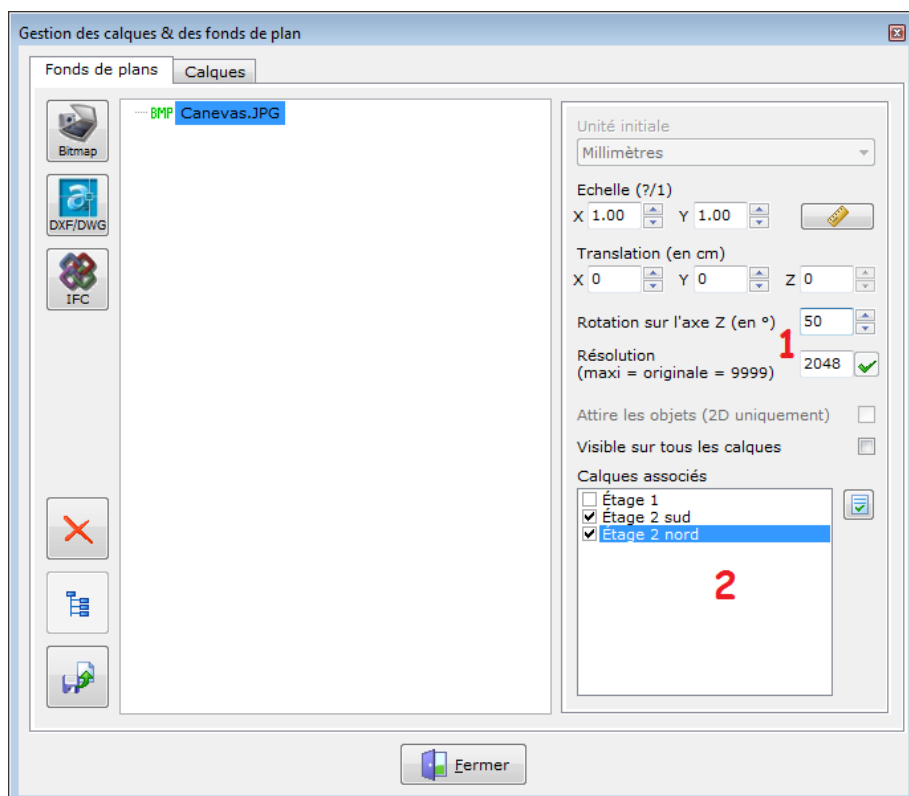 Gestion des calques & des fonds de plan
Fonds de plans Calques
Bitmap
DXF/DWG
IFC
BMP Canevas.JPG
Unité initiale
Millimètres
Echelle (?/1)
X 1.00 Y 1.00
Translation (en cm)
X 0 Y 0 Z 0
Rotation sur l'axe Z (en °) 50
1
Résolution
(maxi = originale = 9999) 2048
Attire les objets (2D uniquement)
Visible sur tous les calques
Calques associés
Étage 1
Étage 2 sud
Étage 2 nord
2
Fermer